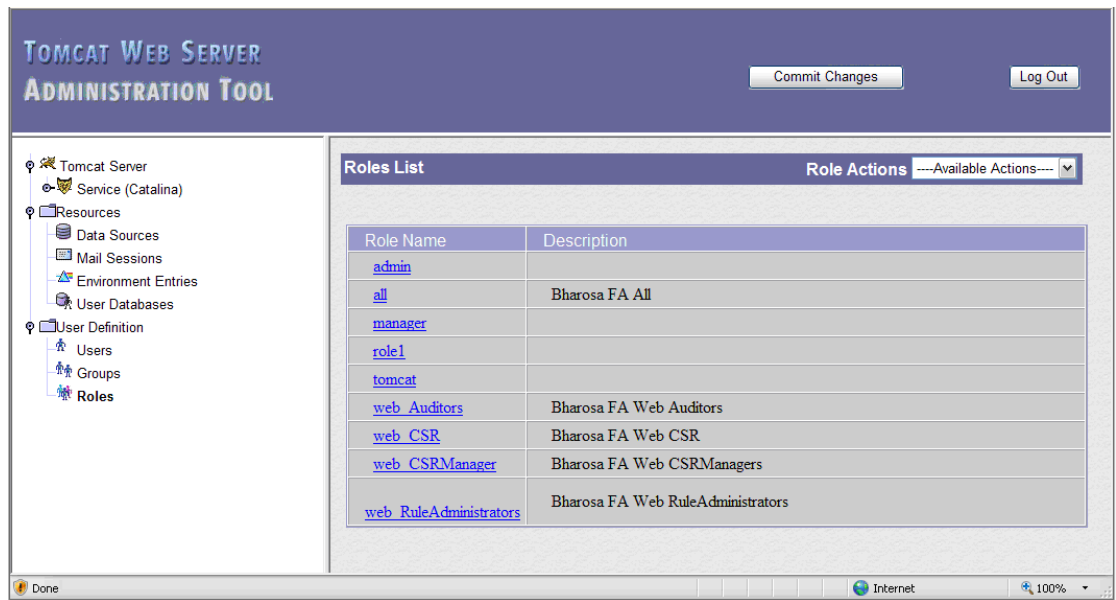 TOMCAT WEB SERVER
ADMINISTRATION TOOL
Commit Changes
Log Out
Tomcat Server
Service (Catalina)
Resources
Data Sources
Mail Sessions
Environment Entries
User Databases
User Definition
Users
Groups
Roles
Roles List
Role Actions ----Available Actions----
Role Name Description
admin
all Bharosa FA All
manager
role1
tomcat
web_Auditors Bharosa FA Web Auditors
web_CSR Bharosa FA Web CSR
web_CSRManager Bharosa FA Web CSRManagers
web_RuleAdministrators Bharosa FA Web RuleAdministrators
Done Internet 100%